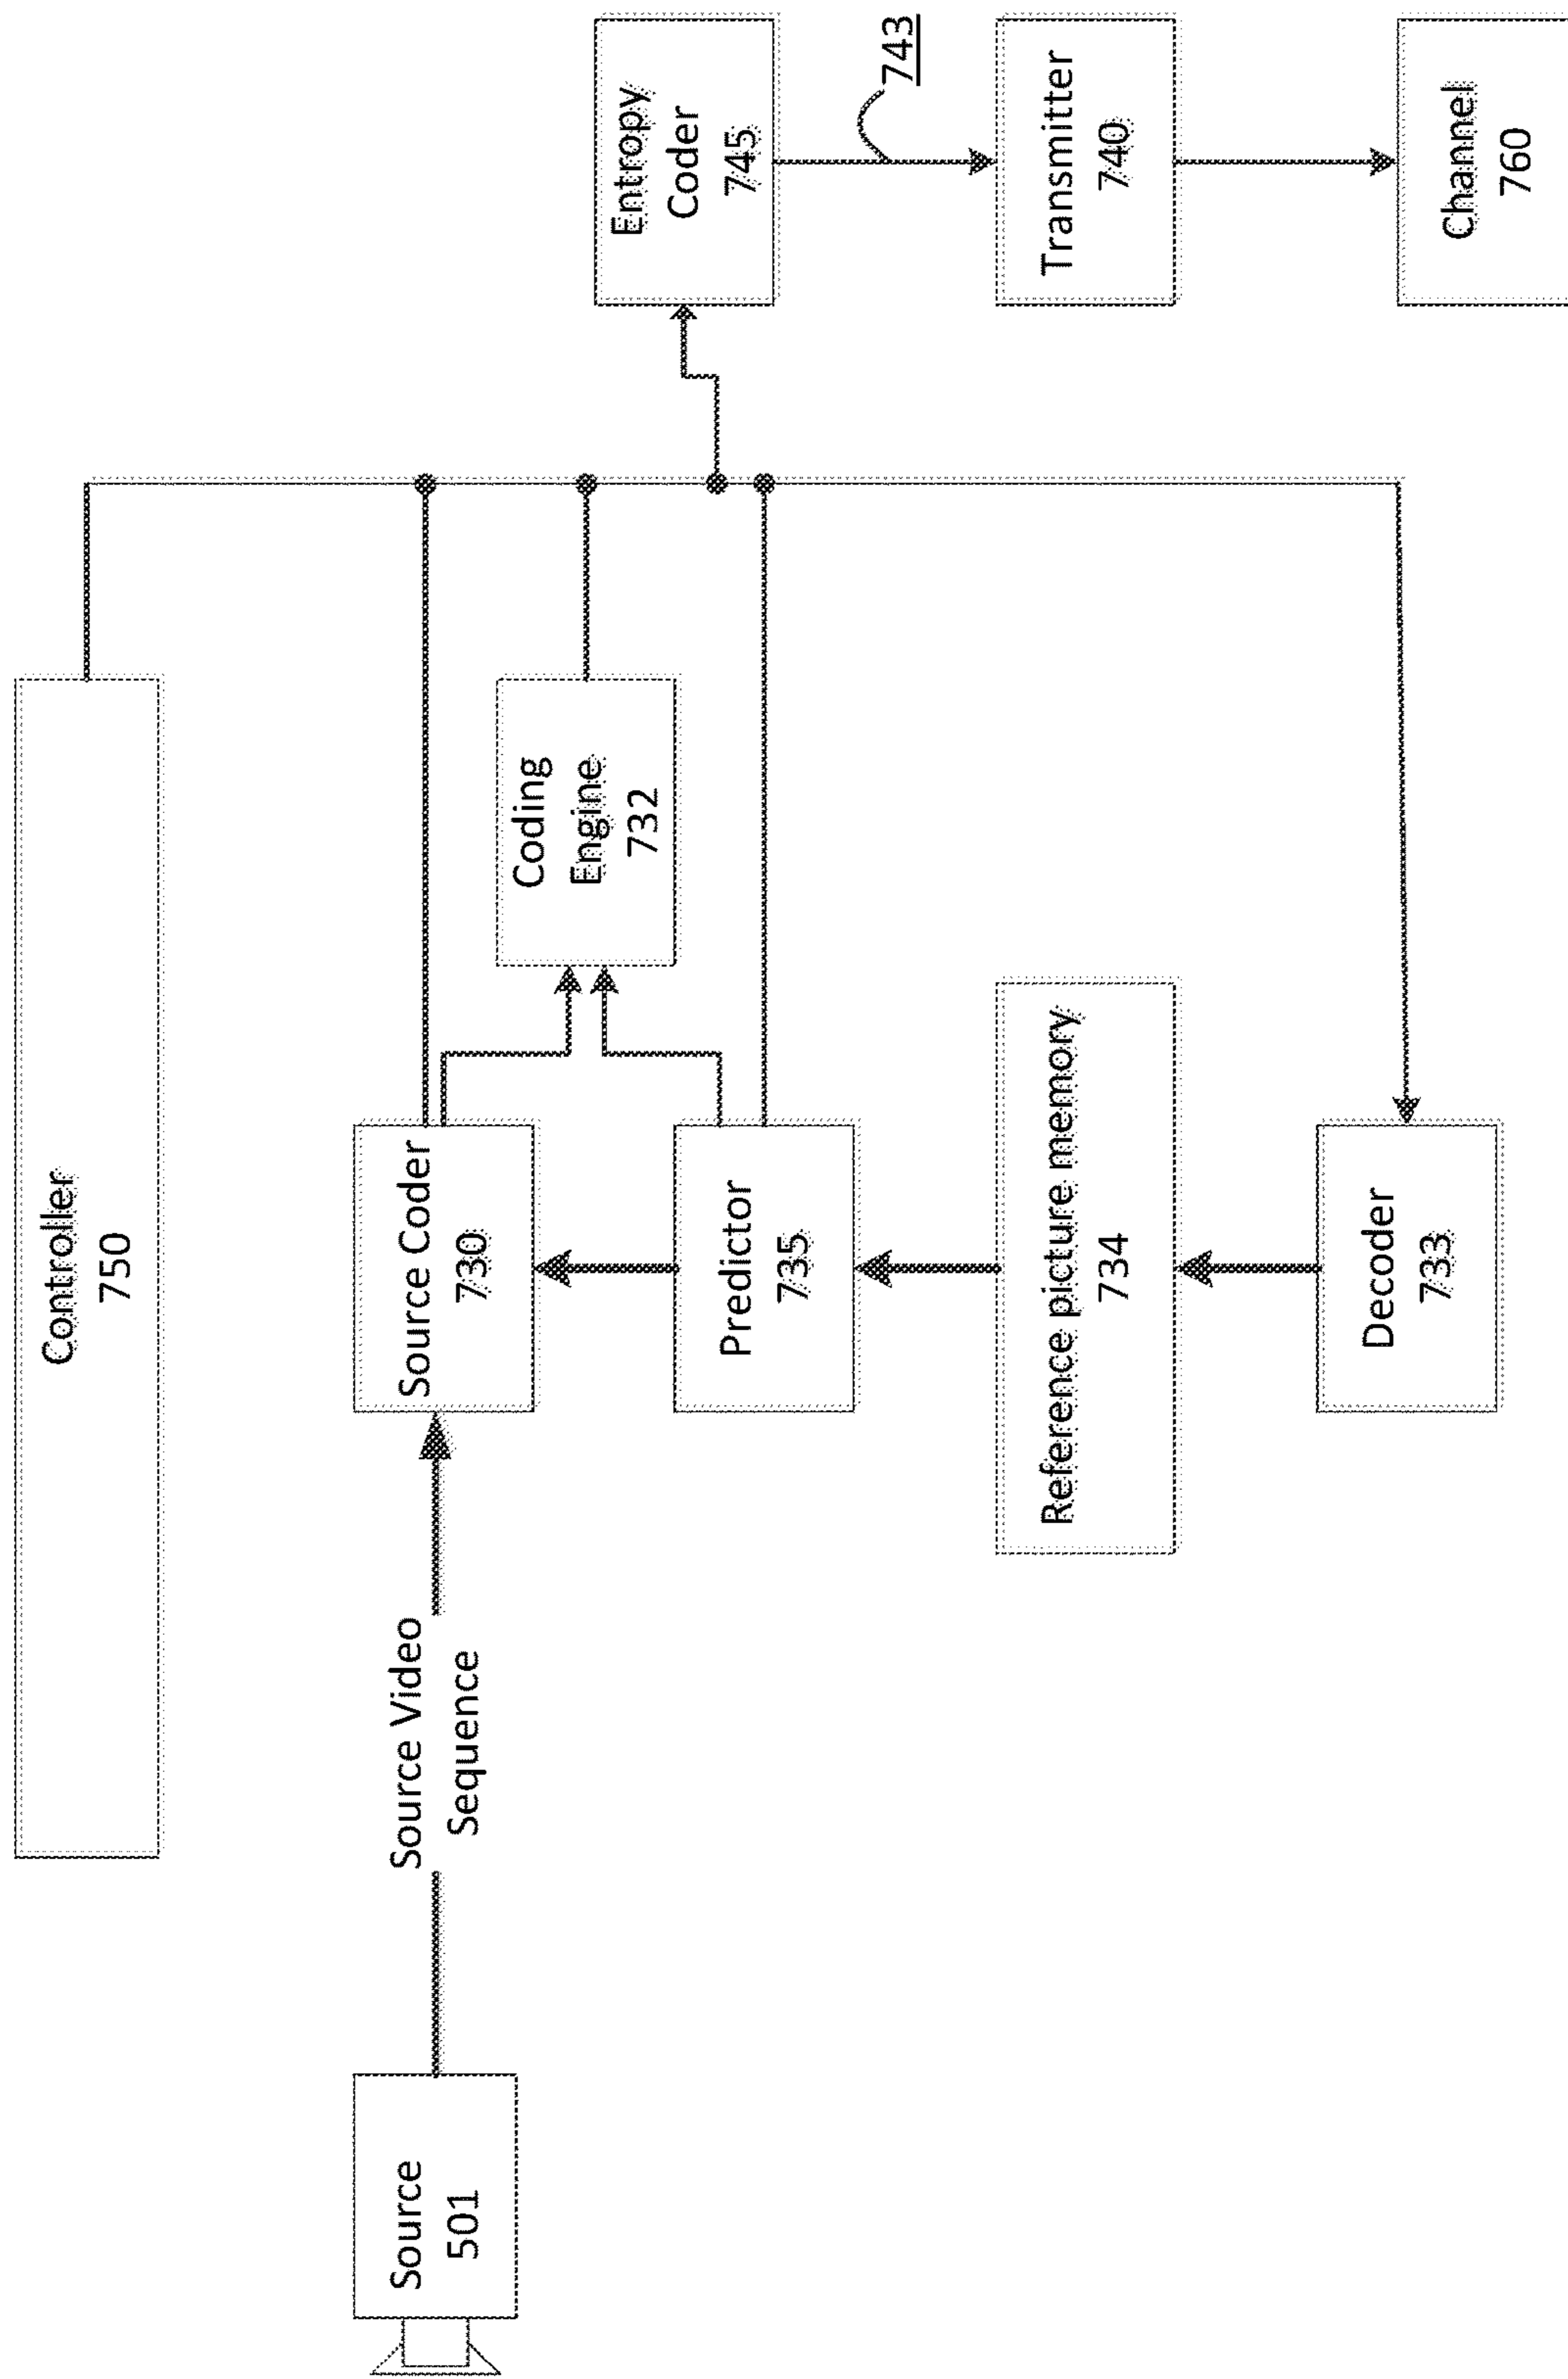 Controller
750
Source
501
Source Video
Sequence
Source Coder
730
Coding
Engine
732
Predictor
735
Entropy
Coder
745
743
Reference picture memory
734
Transmitter
740
Decoder
733
Channel
760